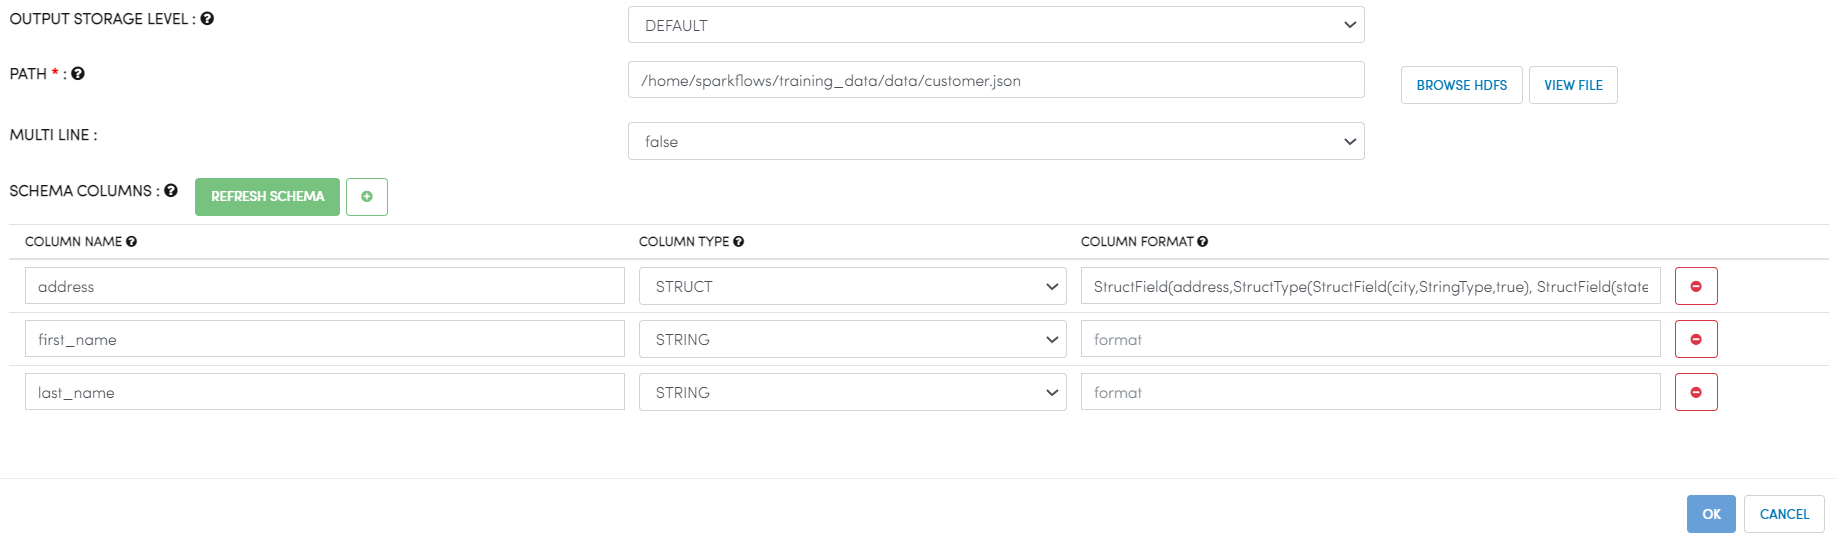 OUTPUT STORAGE LEVEL :
DEFAULT
PATH * :
/home/sparkflows/training_data/data/customer.json
BROWSE HDFS
VIEW FILE
MULTI LINE :
false
SCHEMA COLUMNS :
REFRESH SCHEMA
COLUMN NAME
COLUMN TYPE
COLUMN FORMAT
address
STRUCT
StructField(address,StructType(StructField(city,StringType,true), StructField(state
first_name
STRING
format
last_name
STRING
format
OK
CANCEL